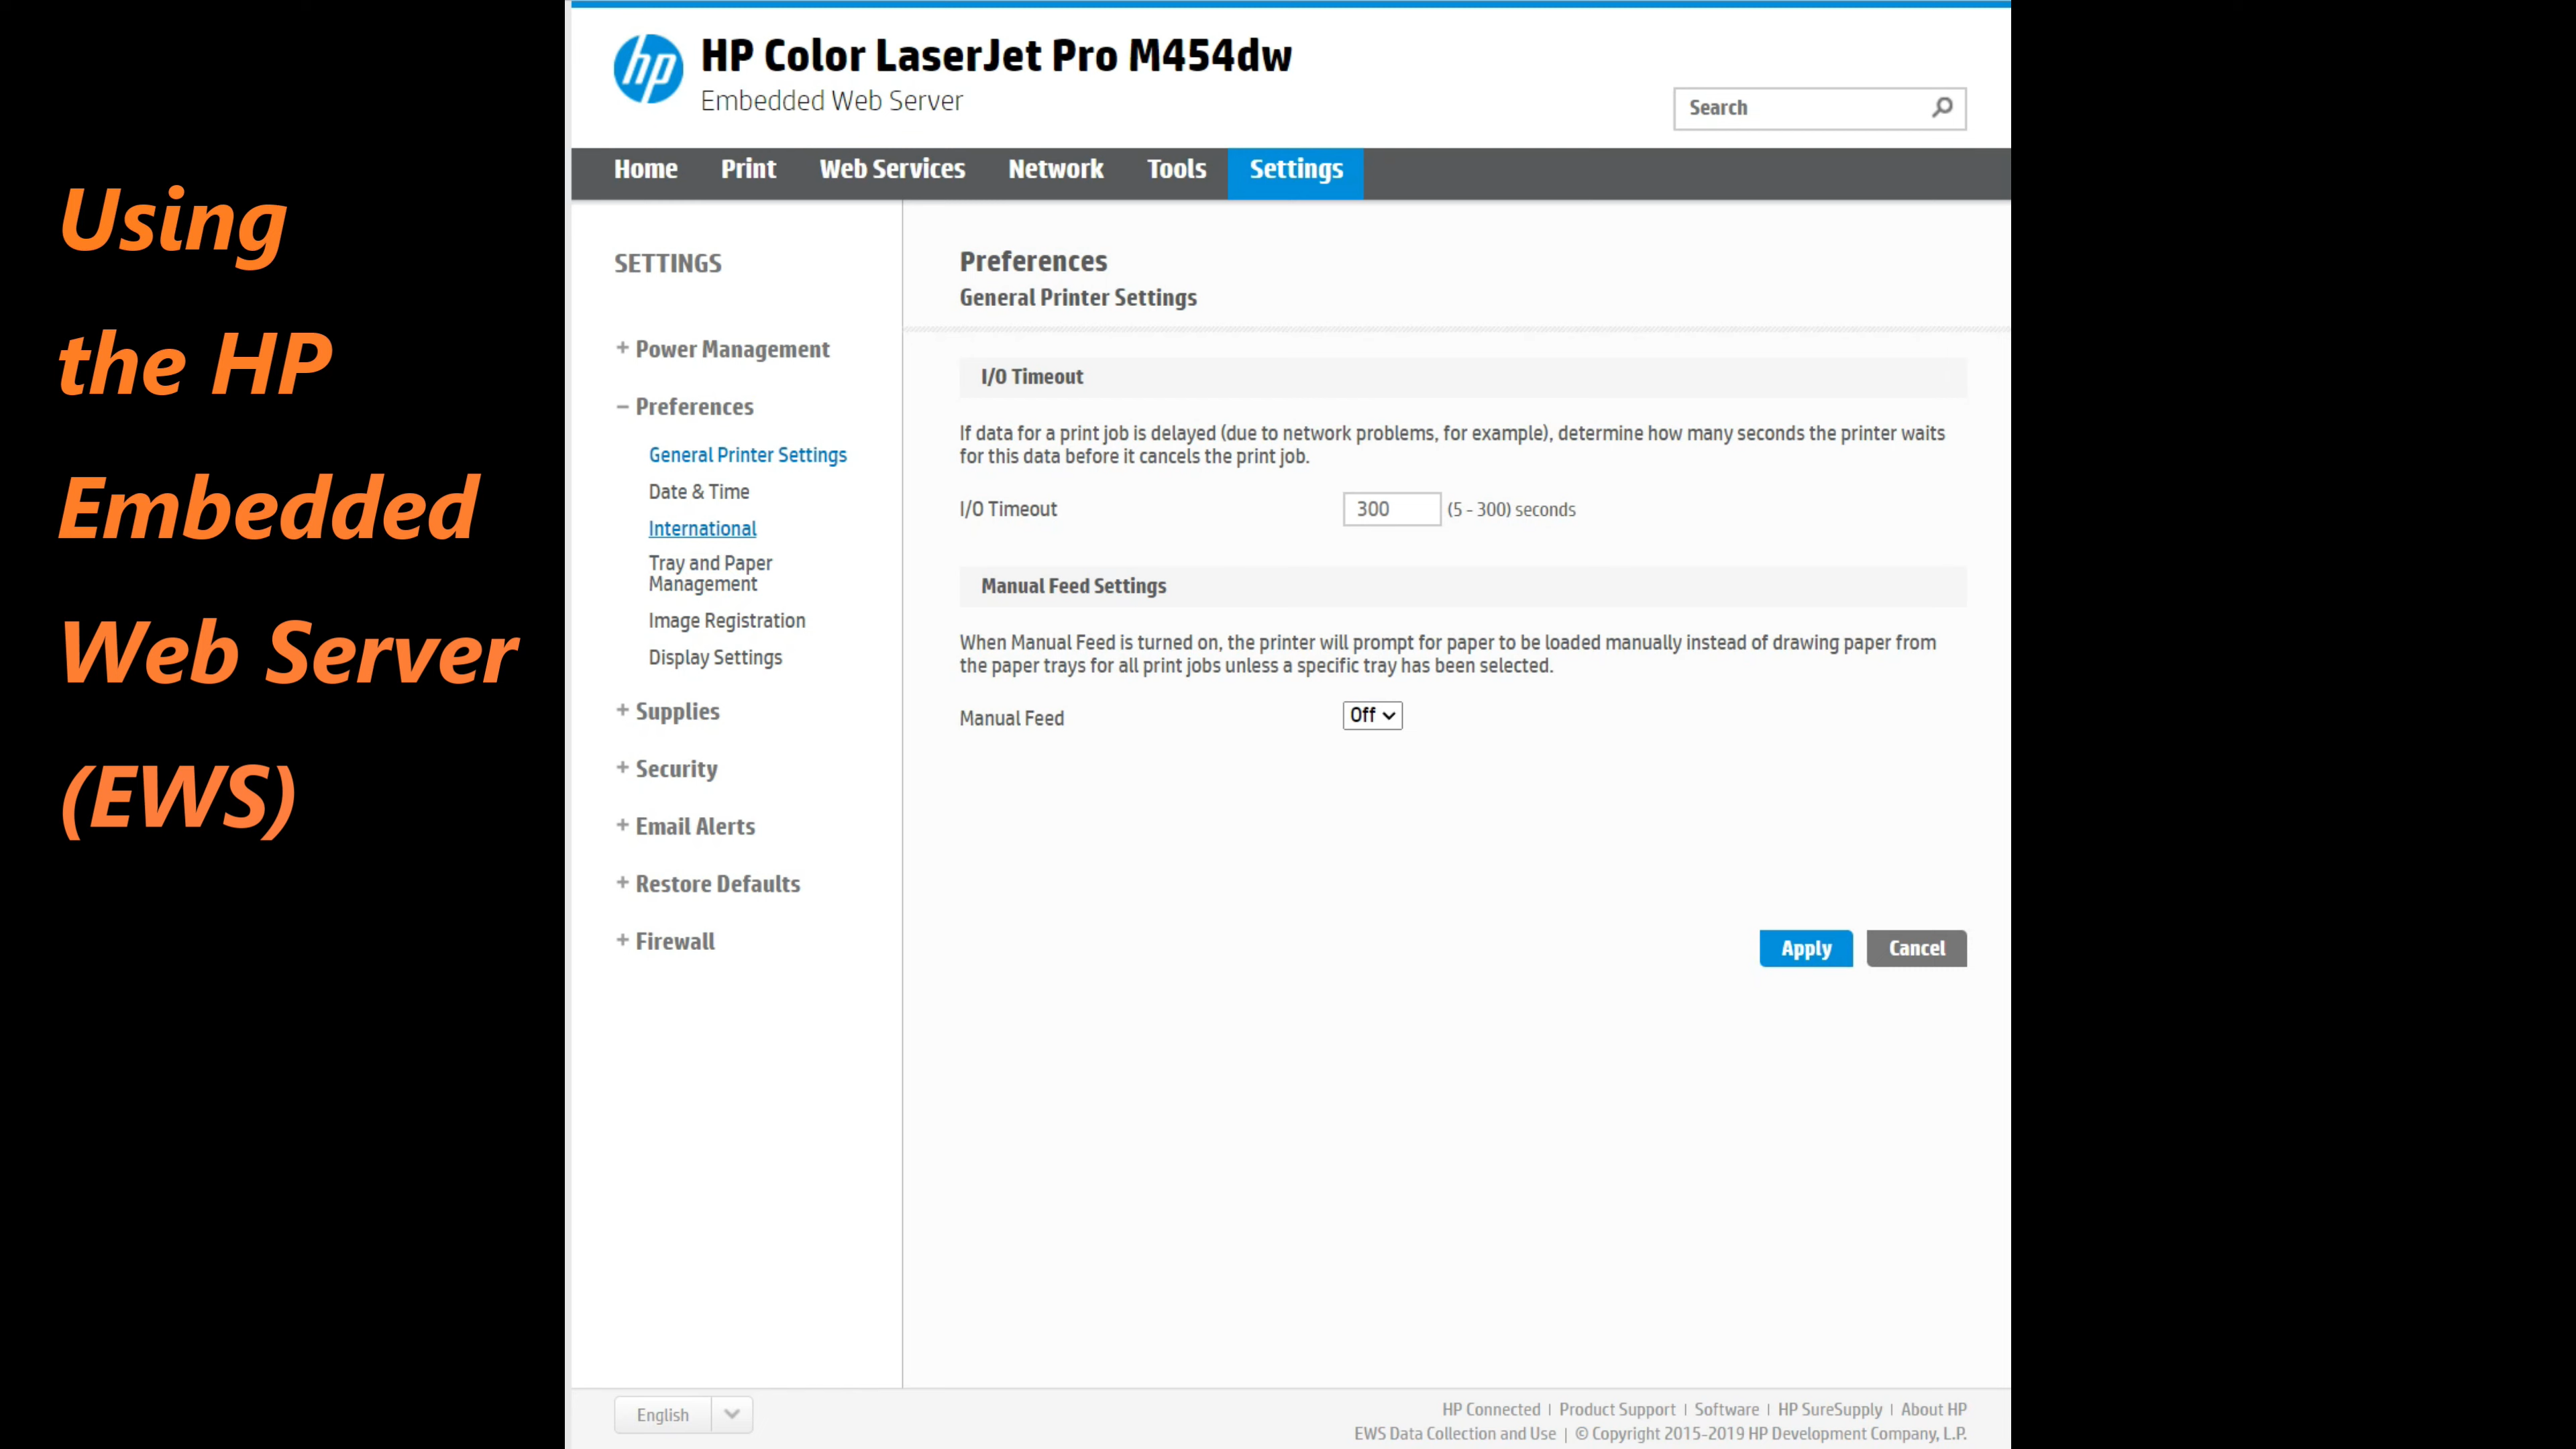 Using
the HP
Embedded
Web Server
(EWS)
hp
HP Color LaserJet Pro M454dw
Embedded Web Server
Search
Home Print Web Services Network Tools Settings
SETTINGS
+ Power Management
− Preferences
General Printer Settings
Date & Time
International
Tray and Paper
Management
Image Registration
Display Settings
+ Supplies
+ Security
+ Email Alerts
+ Restore Defaults
+ Firewall
Preferences
General Printer Settings
I/O Timeout
If data for a print job is delayed (due to network problems, for example), determine how many seconds the printer waits
for this data before it cancels the print job.
I/O Timeout 300 (5 - 300) seconds
Manual Feed Settings
When Manual Feed is turned on, the printer will prompt for paper to be loaded manually instead of drawing paper from
the paper trays for all print jobs unless a specific tray has been selected.
Manual Feed Off
Apply Cancel
English
HP Connected | Product Support | Software | HP SureSupply | About HP
EWS Data Collection and Use | © Copyright 2015-2019 HP Development Company, L.P.